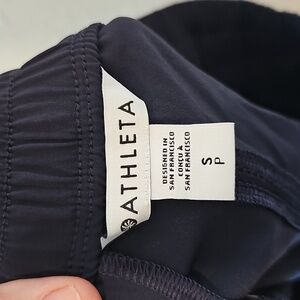 ATHLETA
DESIGNED IN
SAN FRANCISCO
CONÇU À
SAN FRANCISCO
S
P